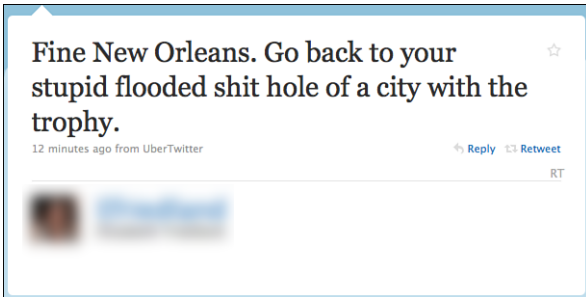 Fine New Orleans. Go back to your
stupid flooded shit hole of a city with the
trophy.
12 minutes ago from UberTwitter
Reply Retweet
RT